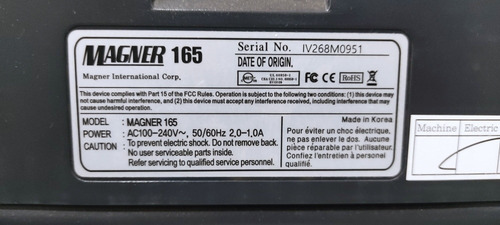 MAGNER 165
Serial No. IV268M0951
DATE OF ORIGIN.
Magner International Corp.
FCC CE RoHS
This device complies with Part 15 of the FCC Rules. Operation is subject to the following two conditions: (1) this device may
not cause harmful interference, and (2) this device must accept any interference received, including interference that may cause
undesired operation.
MODEL : MAGNER 165
Made in Korea
POWER : AC100~240V~, 50/60Hz 2,0-1,0A
CAUTION : To prevent electric shock. Do not remove back.
No user serviceable parts inside.
Refer servicing to qualified service personnel.
Pour éviter un choc électrique,
ne pas enlever le dos. Aucune
pièce réparable par l'utilisateur.
Confiez l'entretien à personnel
qualifié.
Machine Electric